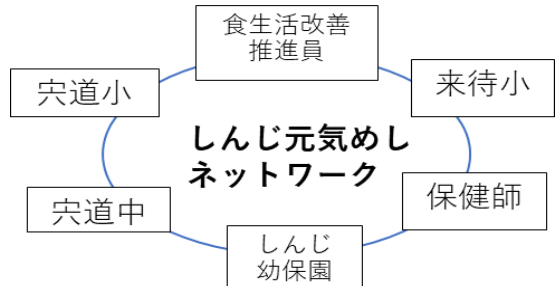 食生活改善
推進員
宍道小
来待小
しんじ元気めし
ネットワーク
宍道中
保健師
しんじ
幼保園